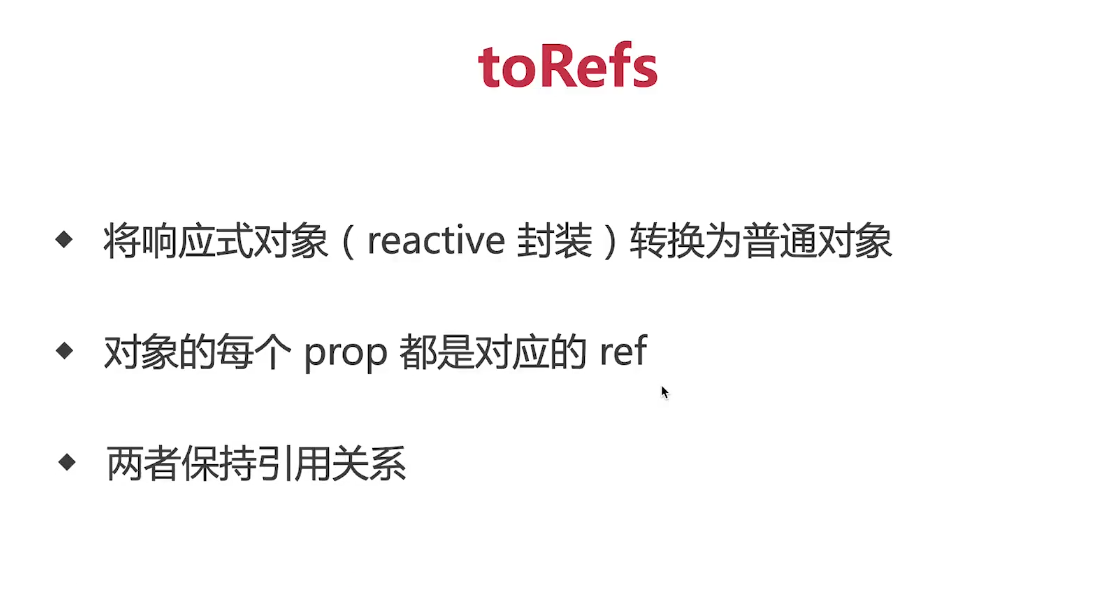 toRefs
将响应式对象（reactive 封装）转换为普通对象
对象的每个 prop 都是对应的 ref
两者保持引用关系